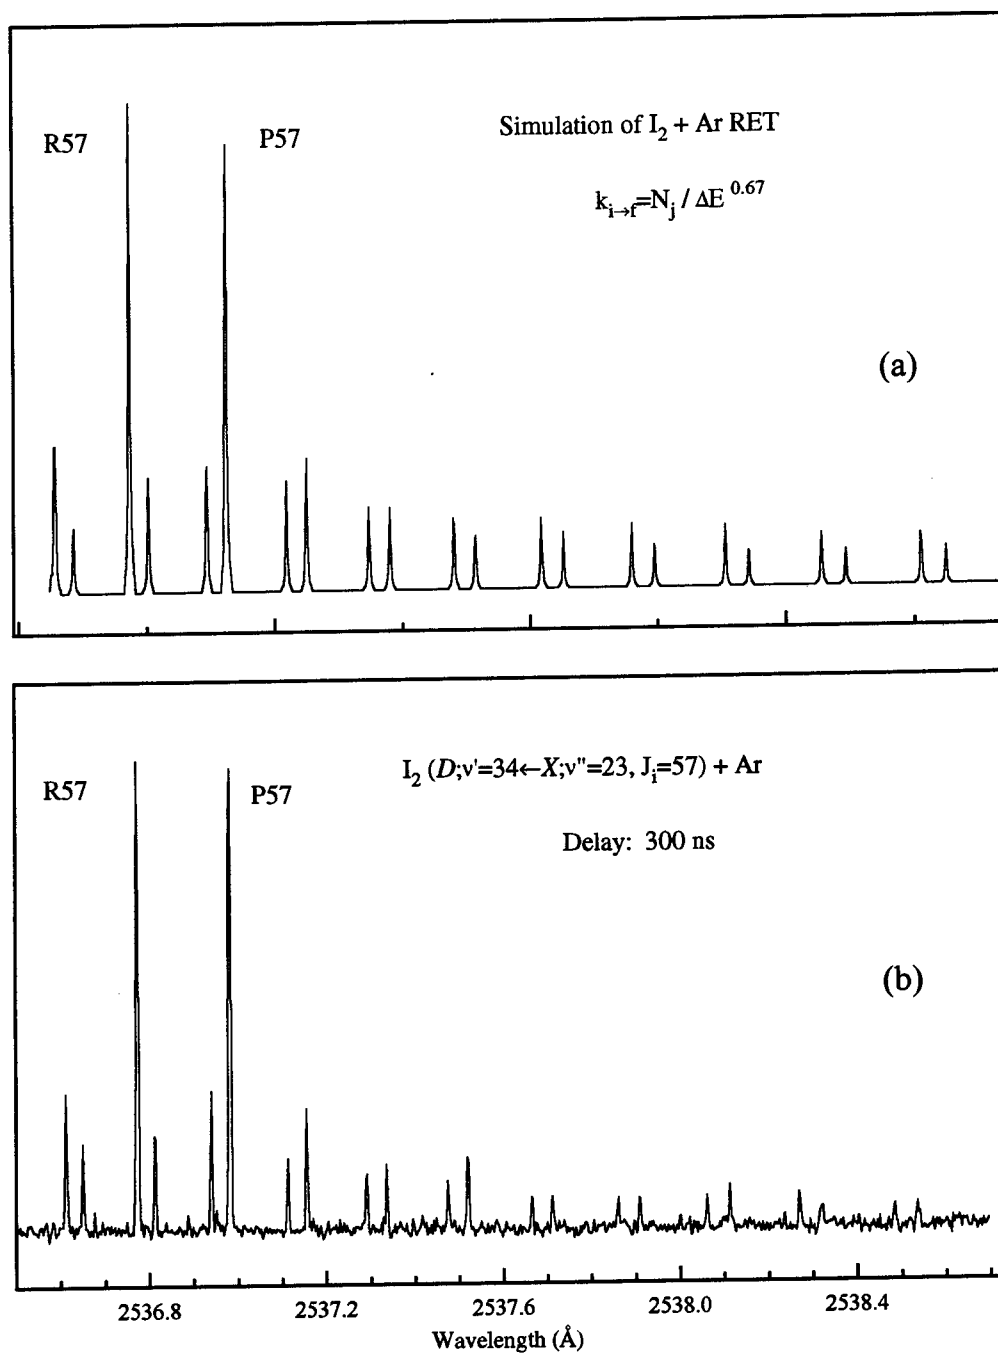 R57
P57
Simulation of I₂ + Ar RET
kᵢ→f=Nⱼ / ΔE 0.67
(a)
I₂ (D;v'=34←X;v"=23, Jᵢ=57) + Ar
R57
P57
Delay: 300 ns
(b)
2536.8 2537.2 2537.6 2538.0 2538.4
Wavelength (Å)